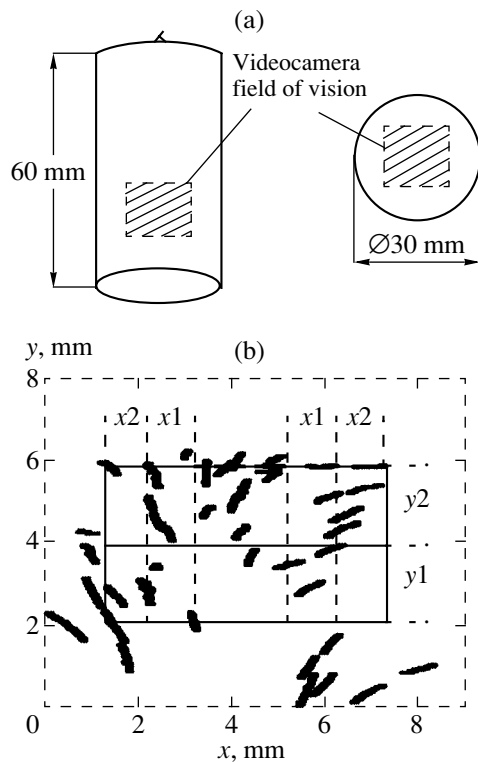 (a)
Videocamera
field of vision
60 mm
∅30 mm
(b)
y, mm
8
x2 x1 x1 x2
6
y2
4
y1
2
0 2 4 6 8
x, mm